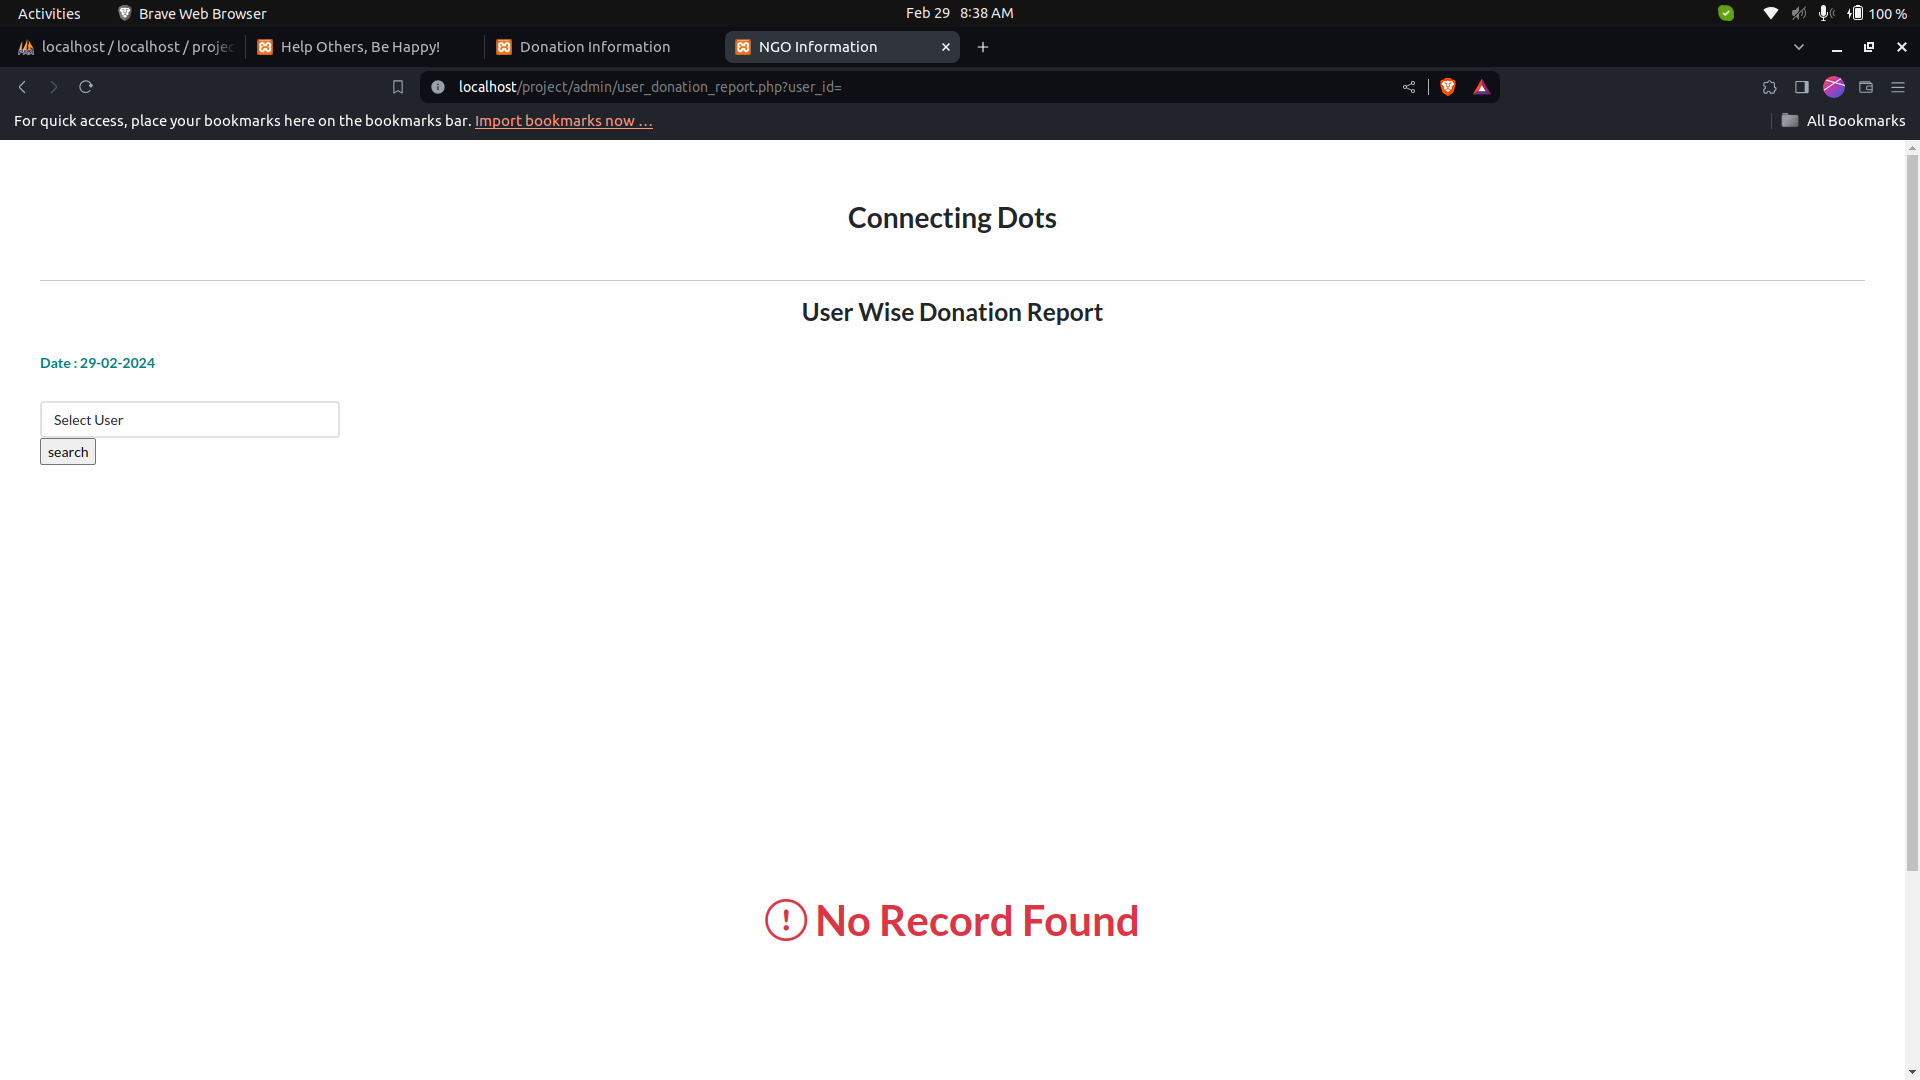 Activities
Brave Web Browser
Feb 29 8:38 AM
100 %
localhost / localhost / projec
Help Others, Be Happy!
Donation Information
NGO Information
localhost/project/admin/user_donation_report.php?user_id=
For quick access, place your bookmarks here on the bookmarks bar. Import bookmarks now ...
All Bookmarks
Connecting Dots
User Wise Donation Report
Date : 29-02-2024
Select User
search
No Record Found